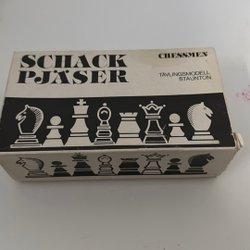 SCHACK
PJÄSER
CHESSMEN
TÄVLINGSMODELL
STAUNTON